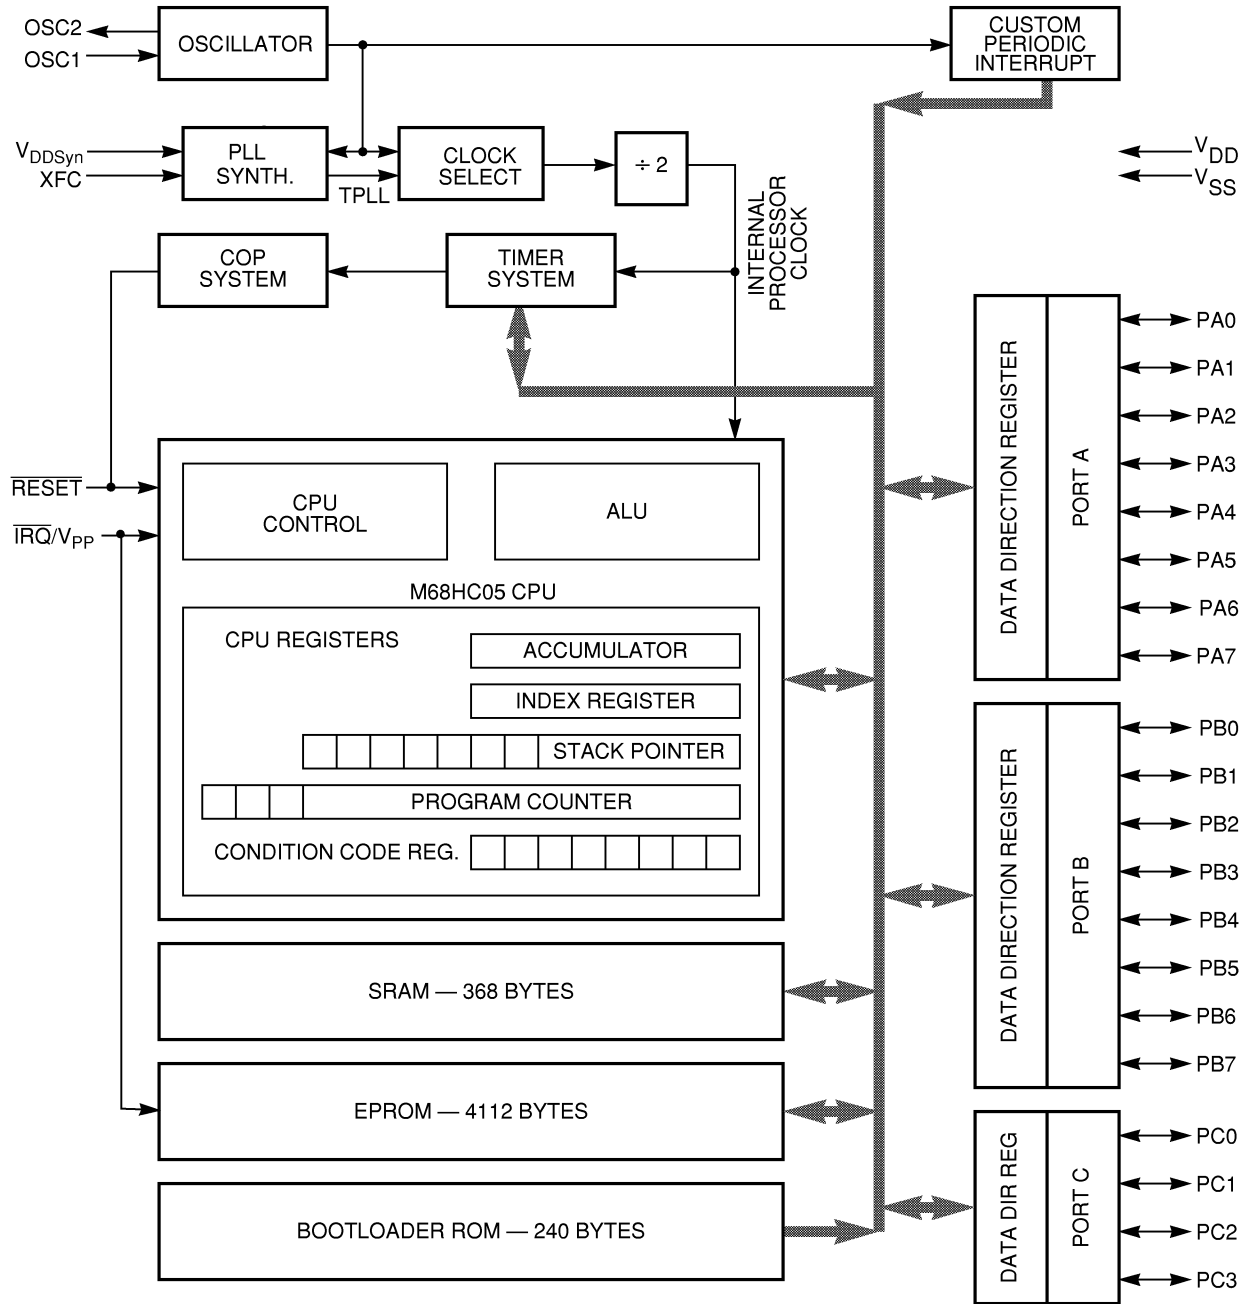 OSC2
OSC1
OSCILLATOR
CUSTOM
PERIODIC
INTERRUPT
VDDSyn
XFC
PLL
SYNTH.
TPLL
CLOCK
SELECT
÷ 2
INTERNAL
PROCESSOR
CLOCK
VDD
VSS
COP
SYSTEM
TIMER
SYSTEM
RESET
IRQ/VPP
CPU
CONTROL
ALU
M68HC05 CPU
CPU REGISTERS
ACCUMULATOR
INDEX REGISTER
STACK POINTER
PROGRAM COUNTER
CONDITION CODE REG.
SRAM — 368 BYTES
EPROM — 4112 BYTES
BOOTLOADER ROM — 240 BYTES
DATA DIRECTION REGISTER
PORT A
PA0
PA1
PA2
PA3
PA4
PA5
PA6
PA7
DATA DIRECTION REGISTER
PORT B
PB0
PB1
PB2
PB3
PB4
PB5
PB6
PB7
DATA DIR REG
PORT C
PC0
PC1
PC2
PC3